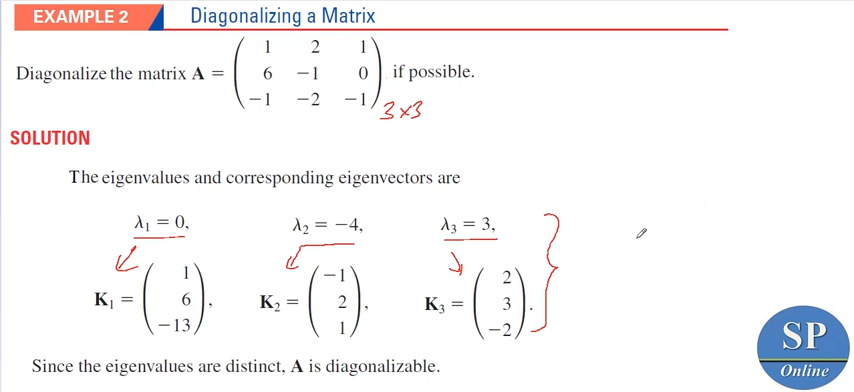 EXAMPLE 2 Diagonalizing a Matrix
1 2 1
Diagonalize the matrix A = 6 −1 0 if possible.
−1 −2 −1
3×3
SOLUTION
The eigenvalues and corresponding eigenvectors are
λ₁ = 0, λ₂ = −4, λ₃ = 3,
1 −1 2
K₁ = 6 , K₂ = 2 , K₃ = 3 .
−13 1 −2
Since the eigenvalues are distinct, A is diagonalizable.
SP
Online